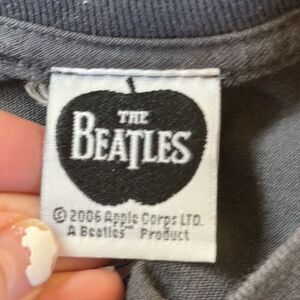 THE
BEATLES
© 2006 Apple Corps LTD.
A Beatles™ Product